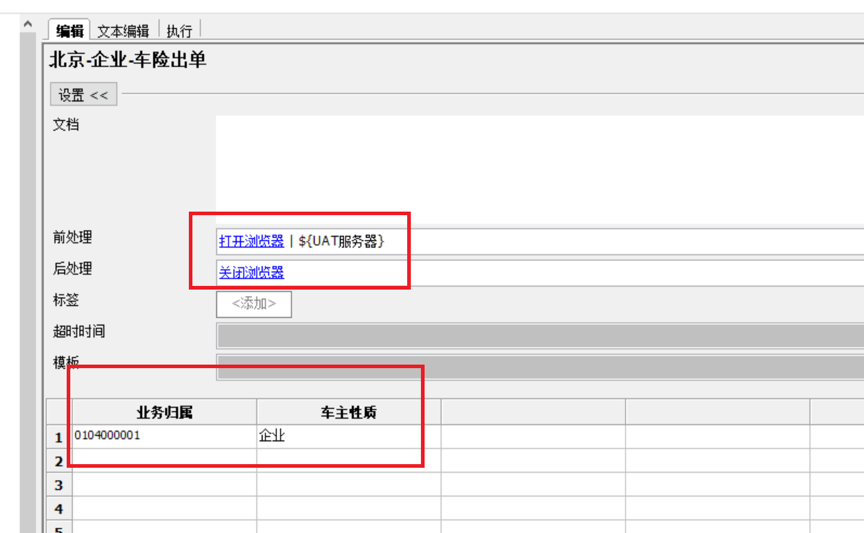 编辑 文本编辑 执行
北京-企业-车险出单
设置 <<
文档
前处理 打开浏览器 | ${UAT服务器}
后处理 关闭浏览器
标签 <添加>
超时时间
模板
业务归属 车主性质
1 0104000001 企业
2
3
4
5